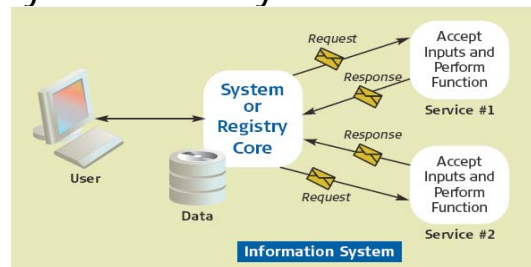 Request
Accept
Inputs and
Perform
Function
Service #1
Response
System
or
Registry
Core
User
Data
Response
Request
Accept
Inputs and
Perform
Function
Service #2
Information System